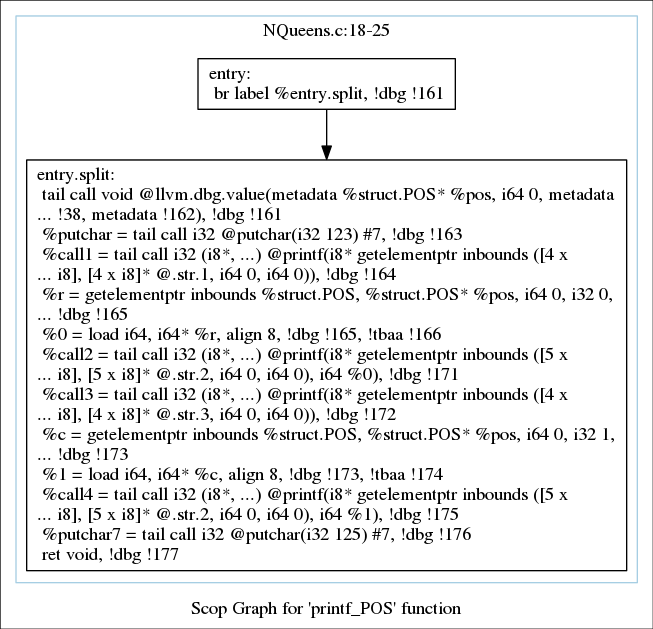 NQueens.c:18-25
entry:
br label %entry.split, !dbg !161
entry.split:
tail call void @llvm.dbg.value(metadata %struct.POS* %pos, i64 0, metadata
... !38, metadata !162), !dbg !161
%putchar = tail call i32 @putchar(i32 123) #7, !dbg !163
%call1 = tail call i32 (i8*, ...) @printf(i8* getelementptr inbounds ([4 x
... i8], [4 x i8]* @.str.1, i64 0, i64 0)), !dbg !164
%r = getelementptr inbounds %struct.POS, %struct.POS* %pos, i64 0, i32 0,
... !dbg !165
%0 = load i64, i64* %r, align 8, !dbg !165, !tbaa !166
%call2 = tail call i32 (i8*, ...) @printf(i8* getelementptr inbounds ([5 x
... i8], [5 x i8]* @.str.2, i64 0, i64 0), i64 %0), !dbg !171
%call3 = tail call i32 (i8*, ...) @printf(i8* getelementptr inbounds ([4 x
... i8], [4 x i8]* @.str.3, i64 0, i64 0)), !dbg !172
%c = getelementptr inbounds %struct.POS, %struct.POS* %pos, i64 0, i32 1,
... !dbg !173
%1 = load i64, i64* %c, align 8, !dbg !173, !tbaa !174
%call4 = tail call i32 (i8*, ...) @printf(i8* getelementptr inbounds ([5 x
... i8], [5 x i8]* @.str.2, i64 0, i64 0), i64 %1), !dbg !175
%putchar7 = tail call i32 @putchar(i32 125) #7, !dbg !176
ret void, !dbg !177
Scop Graph for 'printf_POS' function